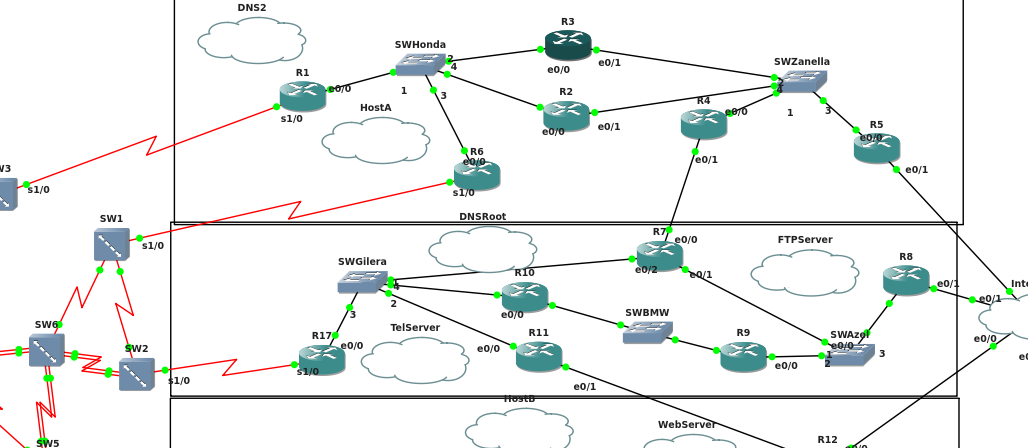 DNS2
R3
SWHonda
2
4
e0/0
e0/1
SWZanella
R1
e0/0
1
3
R2
2
4
R4
e0/0
1
3
s1/0
HostA
e0/0
e0/1
R5
e0/0
R6
e0/0
e0/1
e0/1
W3
s1/0
s1/0
SW1
s1/0
DNSRoot
R7
e0/0
FTPServer
SWGilera
R10
e0/2
e0/1
R8
4
2
e0/1
e0/1
Inte
3
e0/0
SWBMW
SW6
R17
e0/0
TelServer
R11
R9
SWAzul
e0/0
1
2
3
e0/0
SW2
e0/0
s1/0
s1/0
e0/0
e0/1
HostB
WebServer
SW5
R12
e0/0